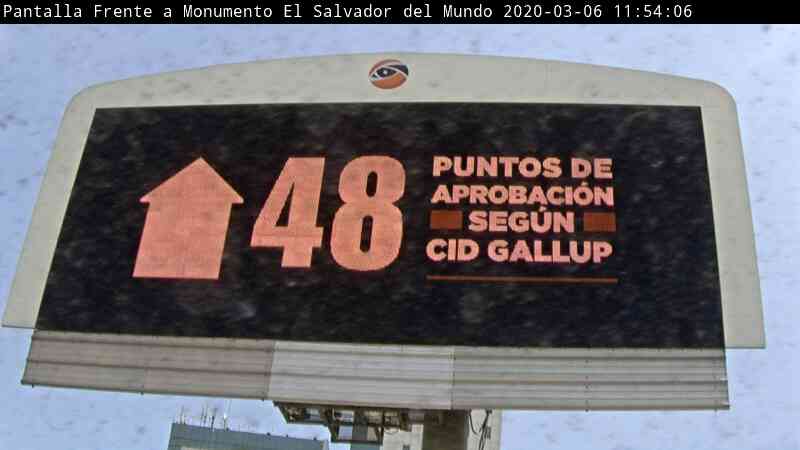 Pantalla Frente a Monumento El Salvador del Mundo 2020-03-06 11:54:06
48
PUNTOS DE
APROBACIÓN
SEGÚN
CID GALLUP